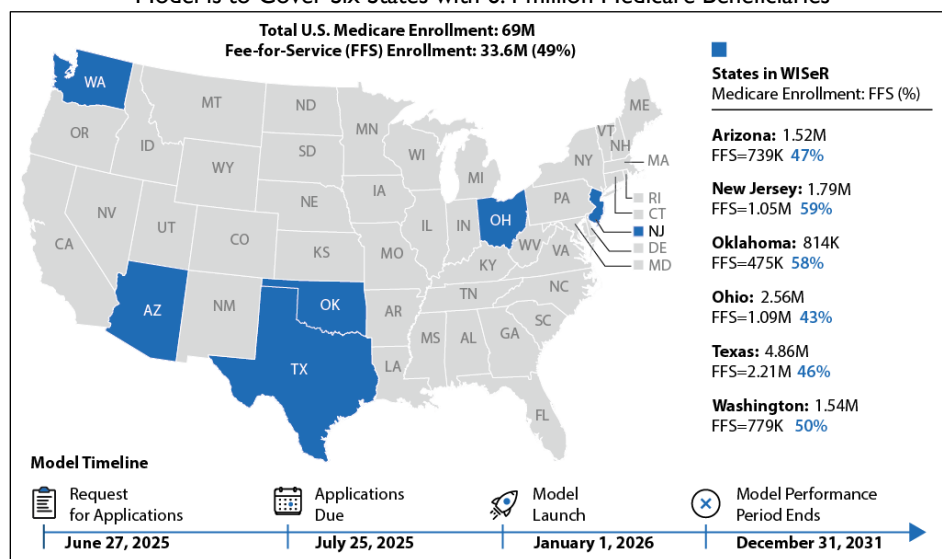 Total U.S. Medicare Enrollment: 69M
Fee-for-Service (FFS) Enrollment: 33.6M (49%)
WA
OR
CA
NV
ID
MT
WY
UT
AZ
CO
NM
ND
SD
NE
KS
OK
TX
MN
IA
MO
AR
LA
WI
IL
MI
IN
OH
KY
TN
MS
AL
GA
FL
SC
NC
VA
WV
PA
NY
VT
NH
ME
MA
RI
CT
NJ
DE
MD
States in WISeR
Medicare Enrollment: FFS (%)
Arizona: 1.52M
FFS=739K 47%
New Jersey: 1.79M
FFS=1.05M 59%
Oklahoma: 814K
FFS=475K 58%
Ohio: 2.56M
FFS=1.09M 43%
Texas: 4.86M
FFS=2.21M 46%
Washington: 1.54M
FFS=779K 50%
Model Timeline
Request
for Applications
June 27, 2025
Applications
Due
July 25, 2025
Model
Launch
January 1, 2026
Model Performance
Period Ends
December 31, 2031